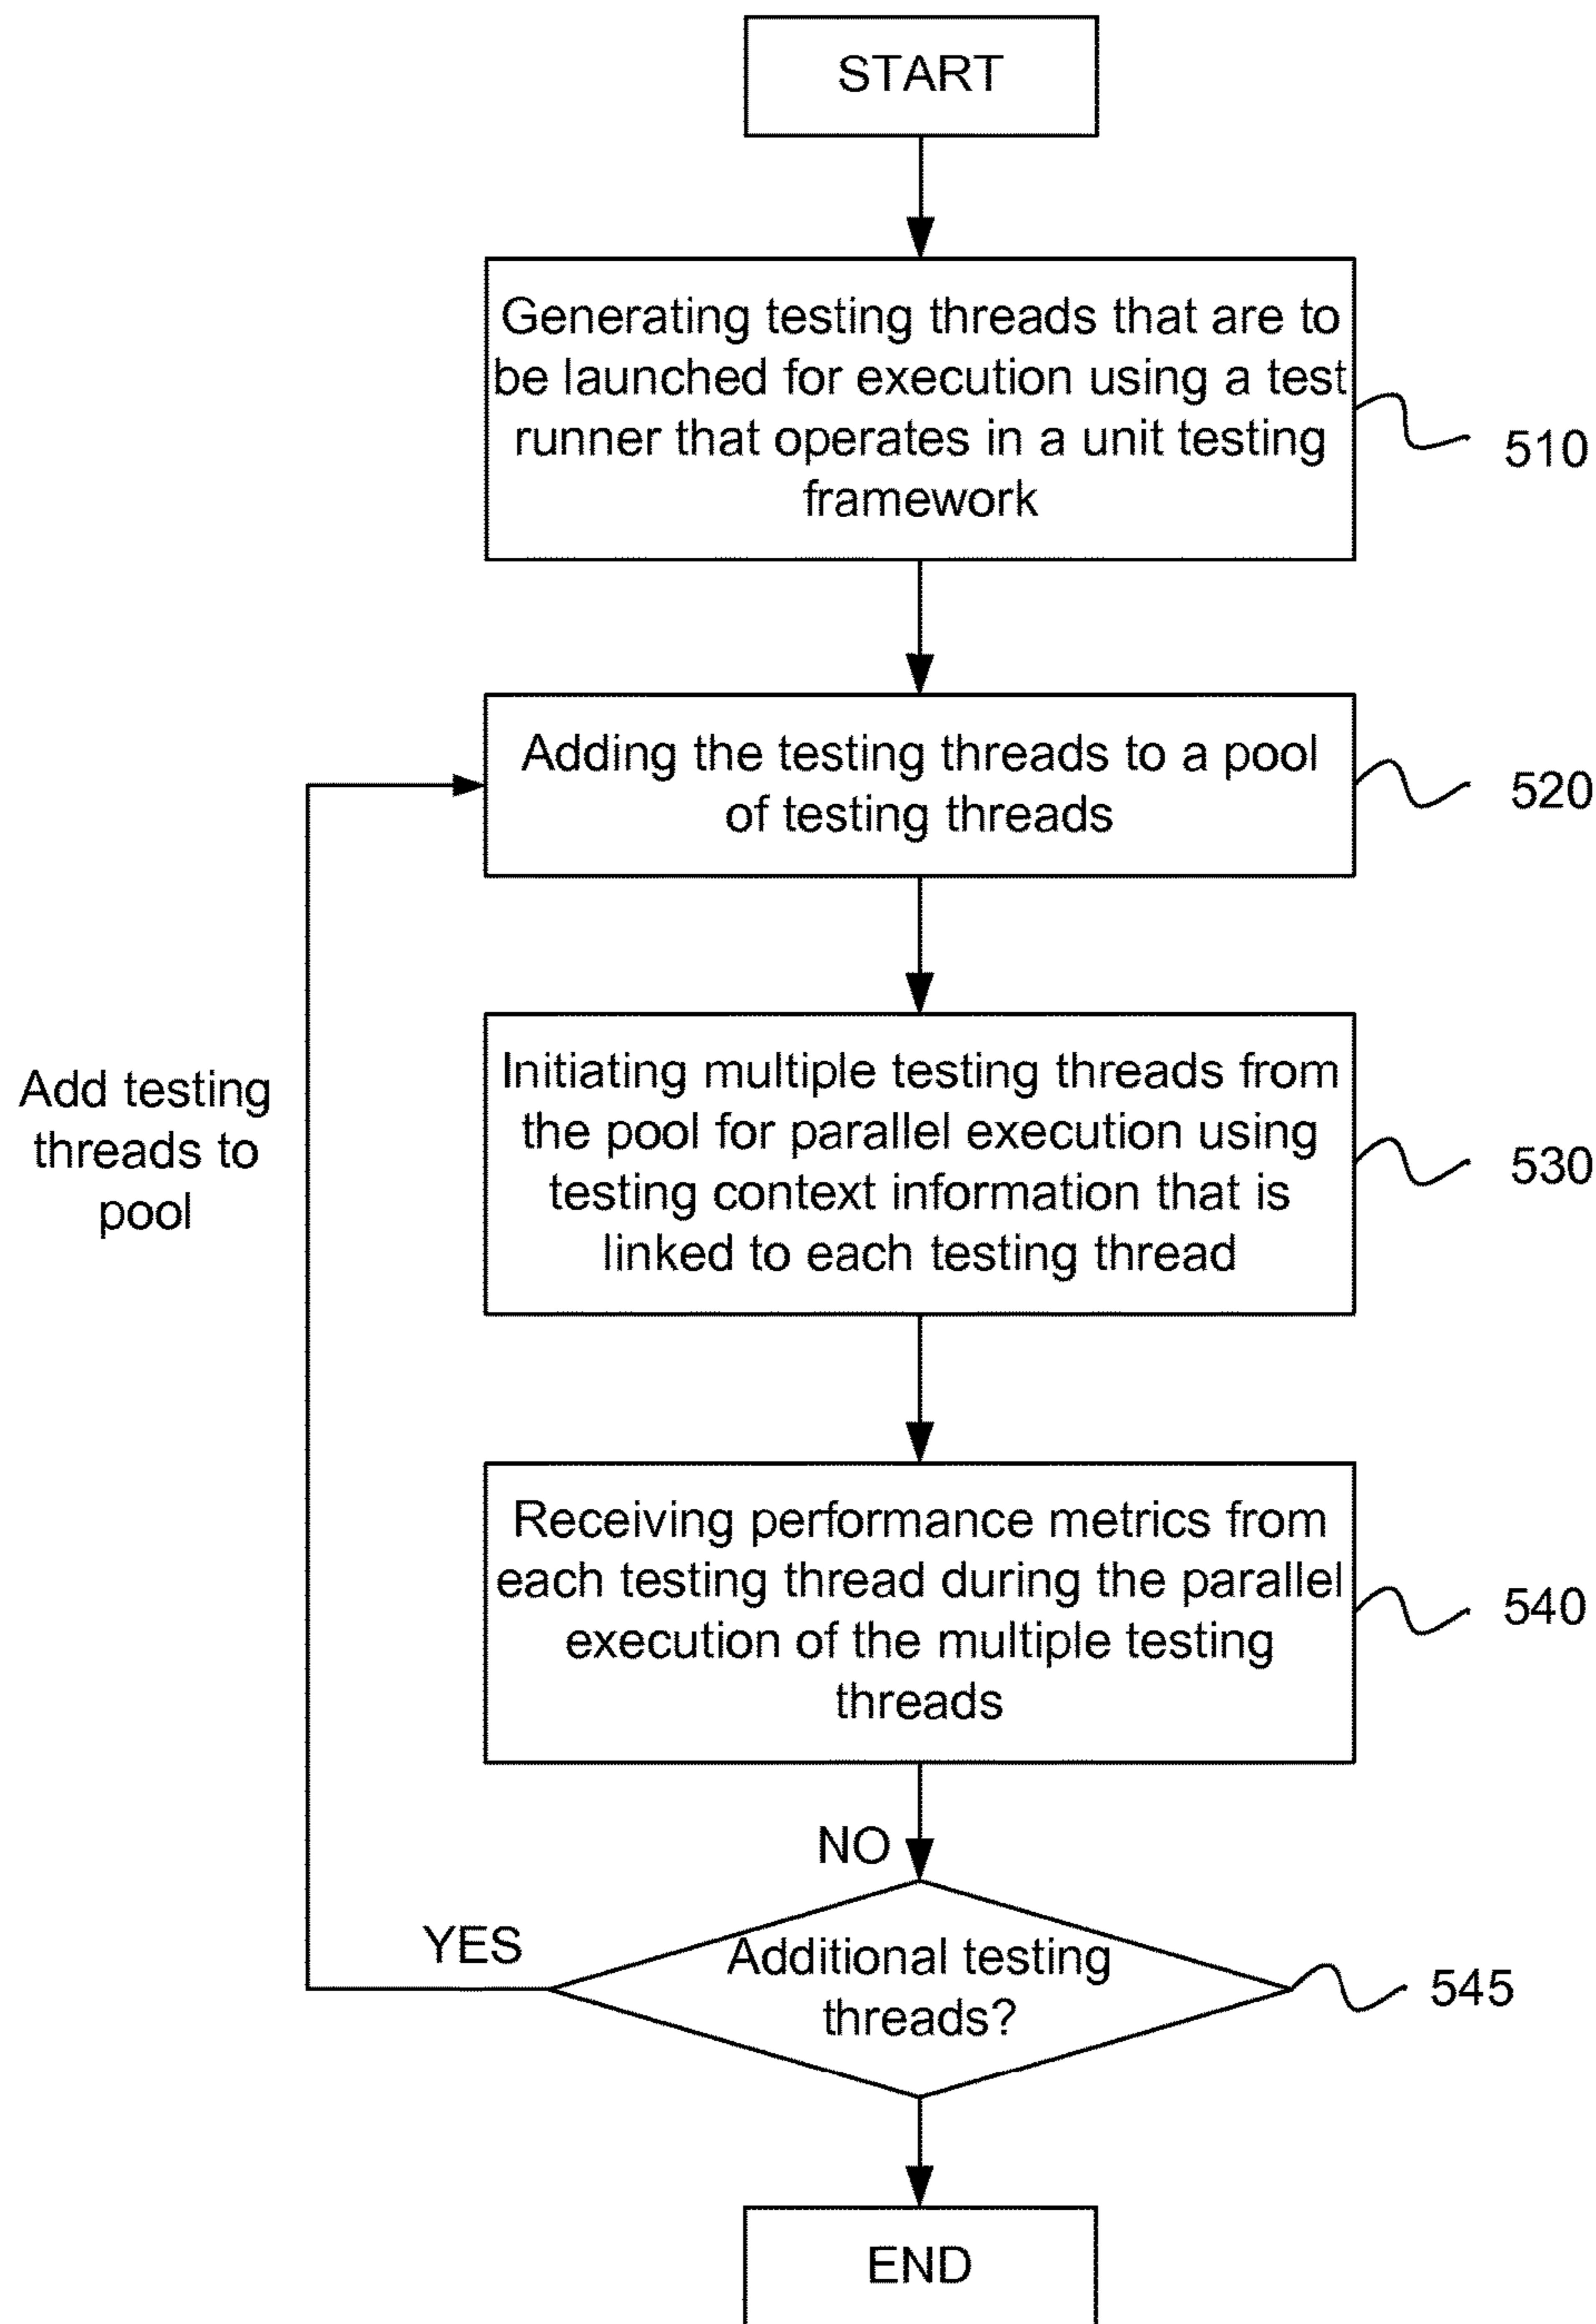 START
Generating testing threads that are to
be launched for execution using a test
runner that operates in a unit testing
framework
510
Adding the testing threads to a pool
of testing threads
520
Add testing
threads to
pool
Initiating multiple testing threads from
the pool for parallel execution using
testing context information that is
linked to each testing thread
530
Receiving performance metrics from
each testing thread during the parallel
execution of the multiple testing
threads
540
NO
YES
Additional testing
threads?
545
END